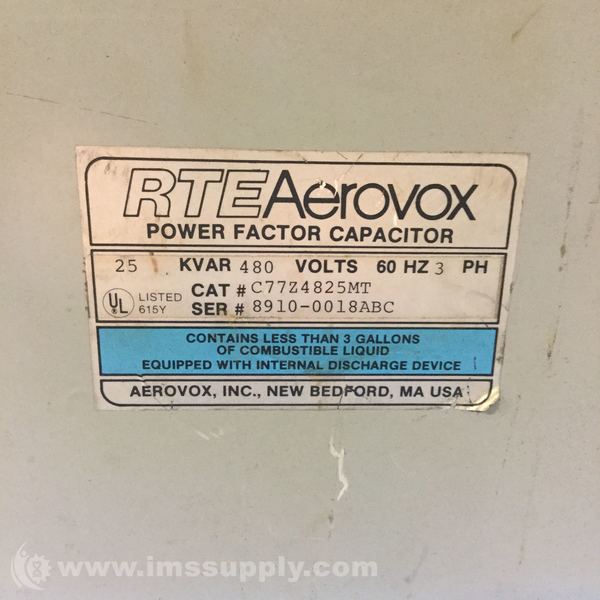 RTE Aerovox
POWER FACTOR CAPACITOR
25 KVAR 480 VOLTS 60 HZ 3 PH
CAT # C77Z4825MT
UL LISTED 615Y
SER # 8910-0018ABC
CONTAINS LESS THAN 3 GALLONS
OF COMBUSTIBLE LIQUID
EQUIPPED WITH INTERNAL DISCHARGE DEVICE
AEROVOX, INC., NEW BEDFORD, MA USA
www.imssupply.com